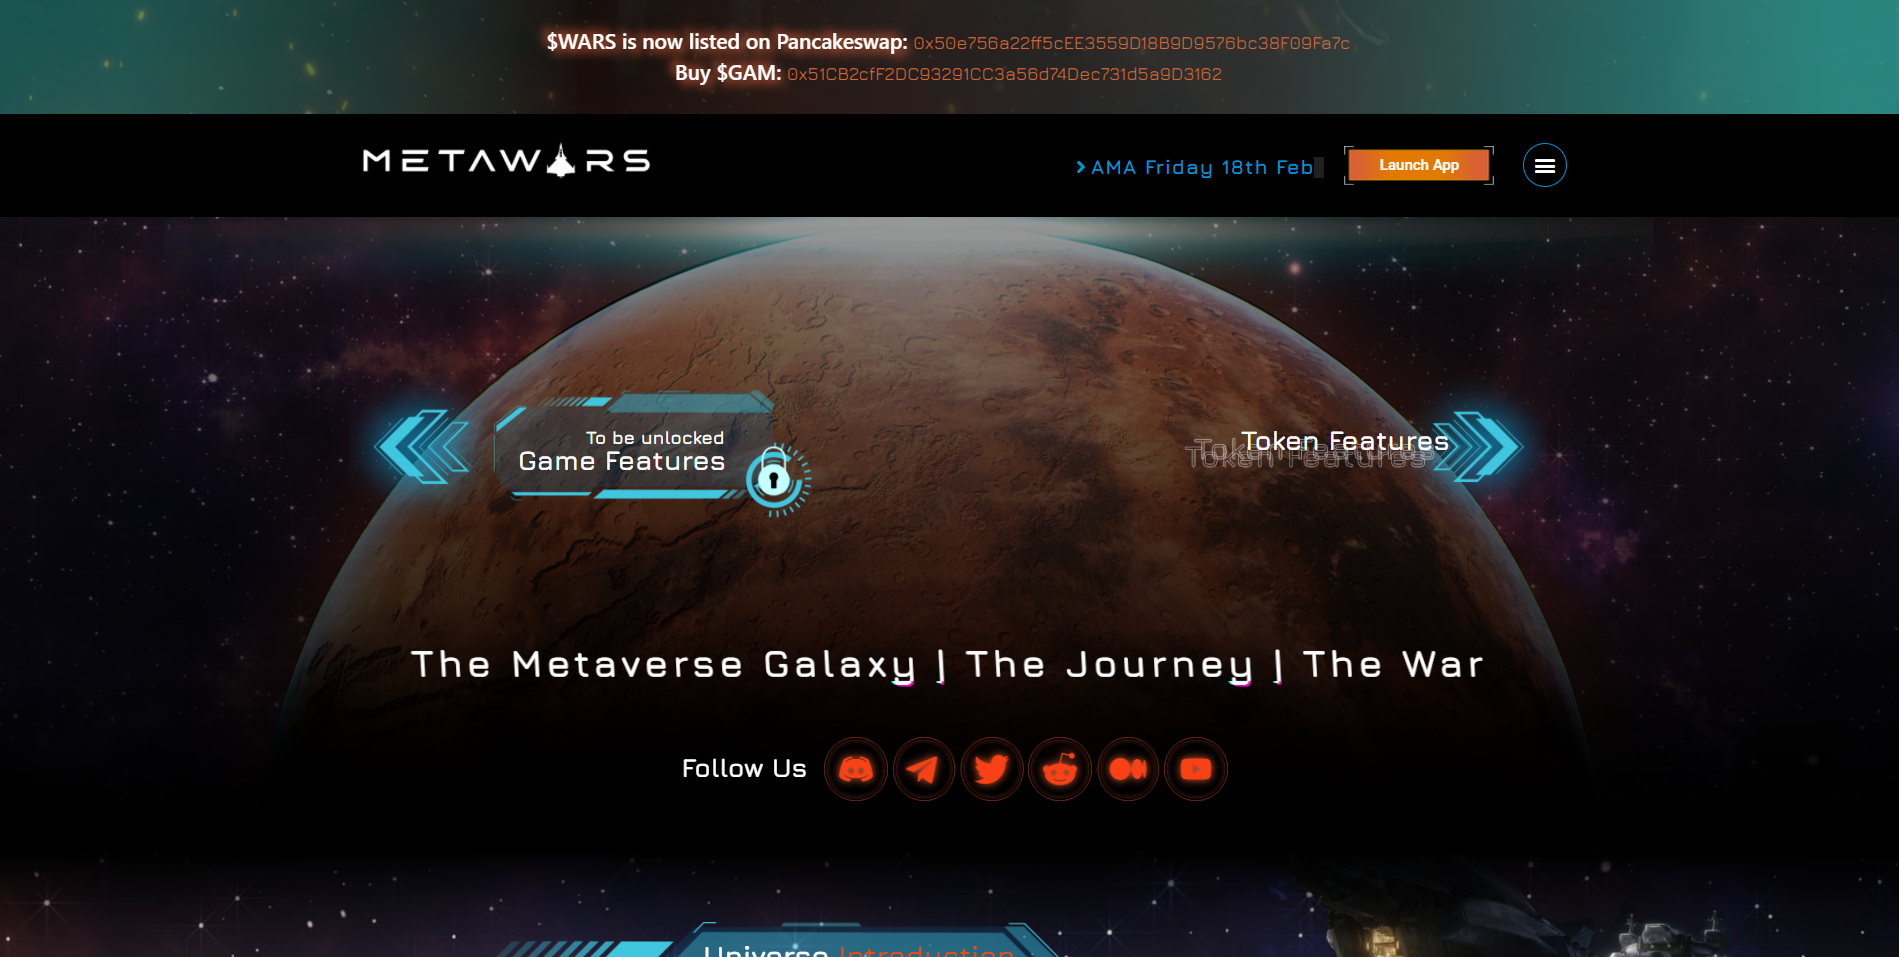 $WARS is now listed on Pancakeswap: 0x50e756a22ff5cEE3559D18B9D9576bc38F09Fa7c
Buy $GAM: 0x51CB2cfF2DC93291CC3a56d74Dec731d5a9D3162
METAWARS
AMA Friday 18th Feb
Launch App
To be unlocked
Game Features
Token Features
The Metaverse Galaxy | The Journey | The War
Follow Us
Universe Introduction